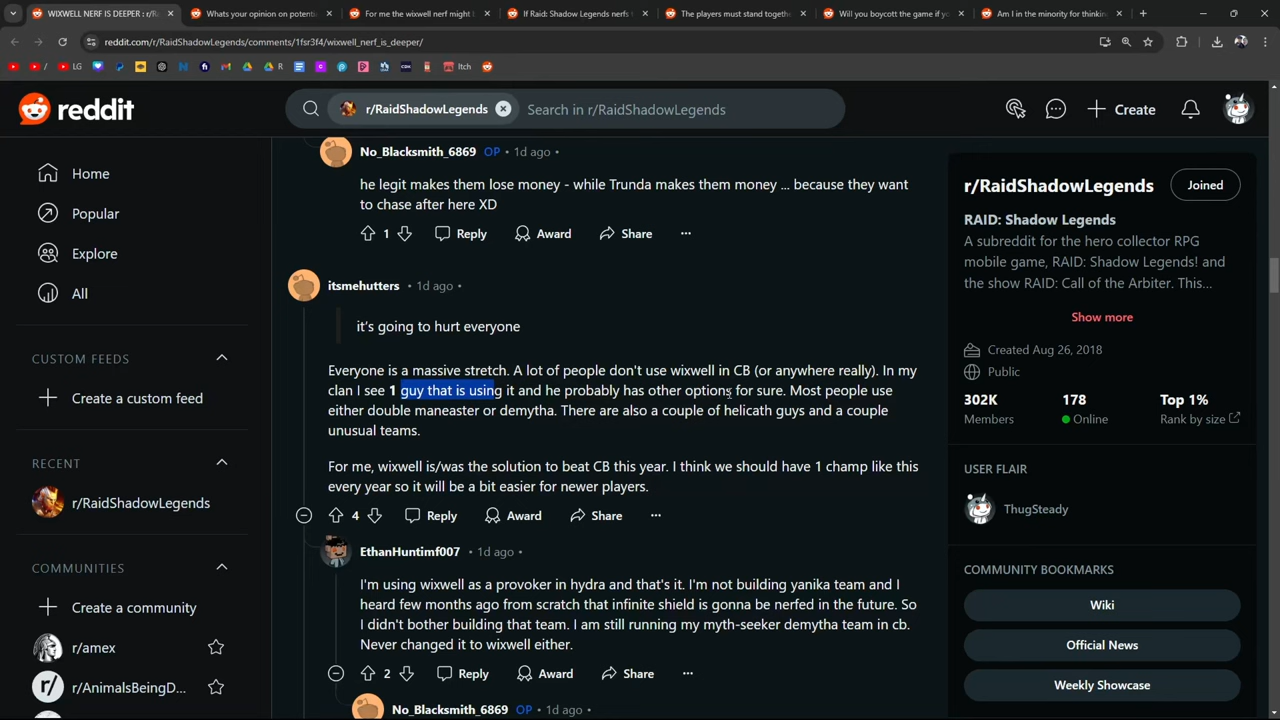 WIXWELL NERF IS DEEPER : r/Ra
Whats your opinion on potenti
For me the wixwell nerf might
If Raid: Shadow Legends nerfs
The players must stand togethe
Will you boycott the game if yo
Am I in the minority for thinkin
reddit.com/r/RaidShadowLegends/comments/1fsr3f4/wixwell_nerf_is_deeper/
/
LG
R
Itch
reddit
r/RaidShadowLegends
Search in r/RaidShadowLegends
Create
Home
Popular
Explore
All
CUSTOM FEEDS
Create a custom feed
RECENT
r/RaidShadowLegends
COMMUNITIES
Create a community
r/amex
r/AnimalsBeingD...
No_Blacksmith_6869 OP • 1d ago •
he legit makes them lose money - while Trunda makes them money ... because they want
to chase after here XD
1 Reply Award Share
itsmehutters • 1d ago •
it's going to hurt everyone
Everyone is a massive stretch. A lot of people don't use wixwell in CB (or anywhere really). In my
clan I see 1 guy that is using it and he probably has other options for sure. Most people use
either double maneaster or demytha. There are also a couple of helicath guys and a couple
unusual teams.
For me, wixwell is/was the solution to beat CB this year. I think we should have 1 champ like this
every year so it will be a bit easier for newer players.
4 Reply Award Share
EthanHuntimf007 • 1d ago •
I'm using wixwell as a provoker in hydra and that's it. I'm not building yanika team and I
heard few months ago from scratch that infinite shield is gonna be nerfed in the future. So
I didn't bother building that team. I am still running my myth-seeker demytha team in cb.
Never changed it to wixwell either.
2 Reply Award Share
No_Blacksmith_6869 OP • 1d ago •
r/RaidShadowLegends
Joined
RAID: Shadow Legends
A subreddit for the hero collector RPG
mobile game, RAID: Shadow Legends! and
the show RAID: Call of the Arbiter. This...
Show more
Created Aug 26, 2018
Public
302K 178 Top 1%
Members Online Rank by size
USER FLAIR
ThugSteady
COMMUNITY BOOKMARKS
Wiki
Official News
Weekly Showcase